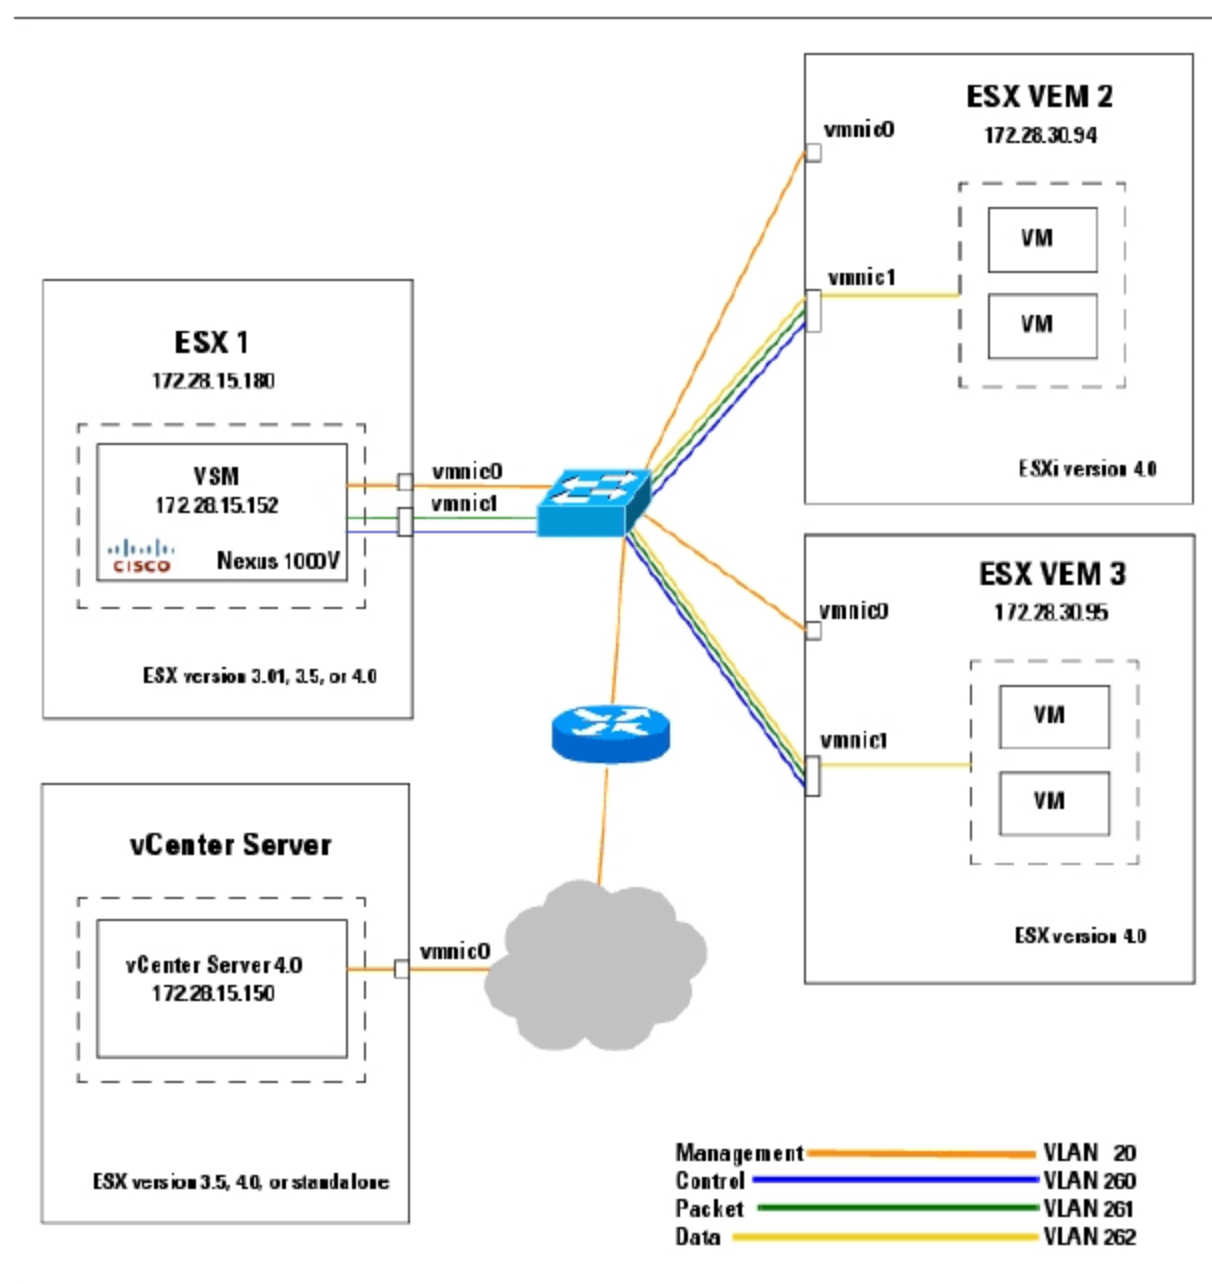 ESX VEM 2
172.28.30.94
vmnic0
vmnic1
VM
VM
ESXi version 4.0
ESX 1
172.28.15.180
VSM
172.28.15.152
CISCO
Nexus 1000V
vmnic0
vmnic1
ESX version 3.01, 3.5, or 4.0
ESX VEM 3
172.28.30.95
vmnic0
vmnic1
VM
VM
ESX version 4.0
vCenter Server
vCenter Server 4.0
172.28.15.150
vmnic0
ESX version 3.5, 4.0, or standalone
Management VLAN 20
Control VLAN 260
Packet VLAN 261
Data VLAN 262